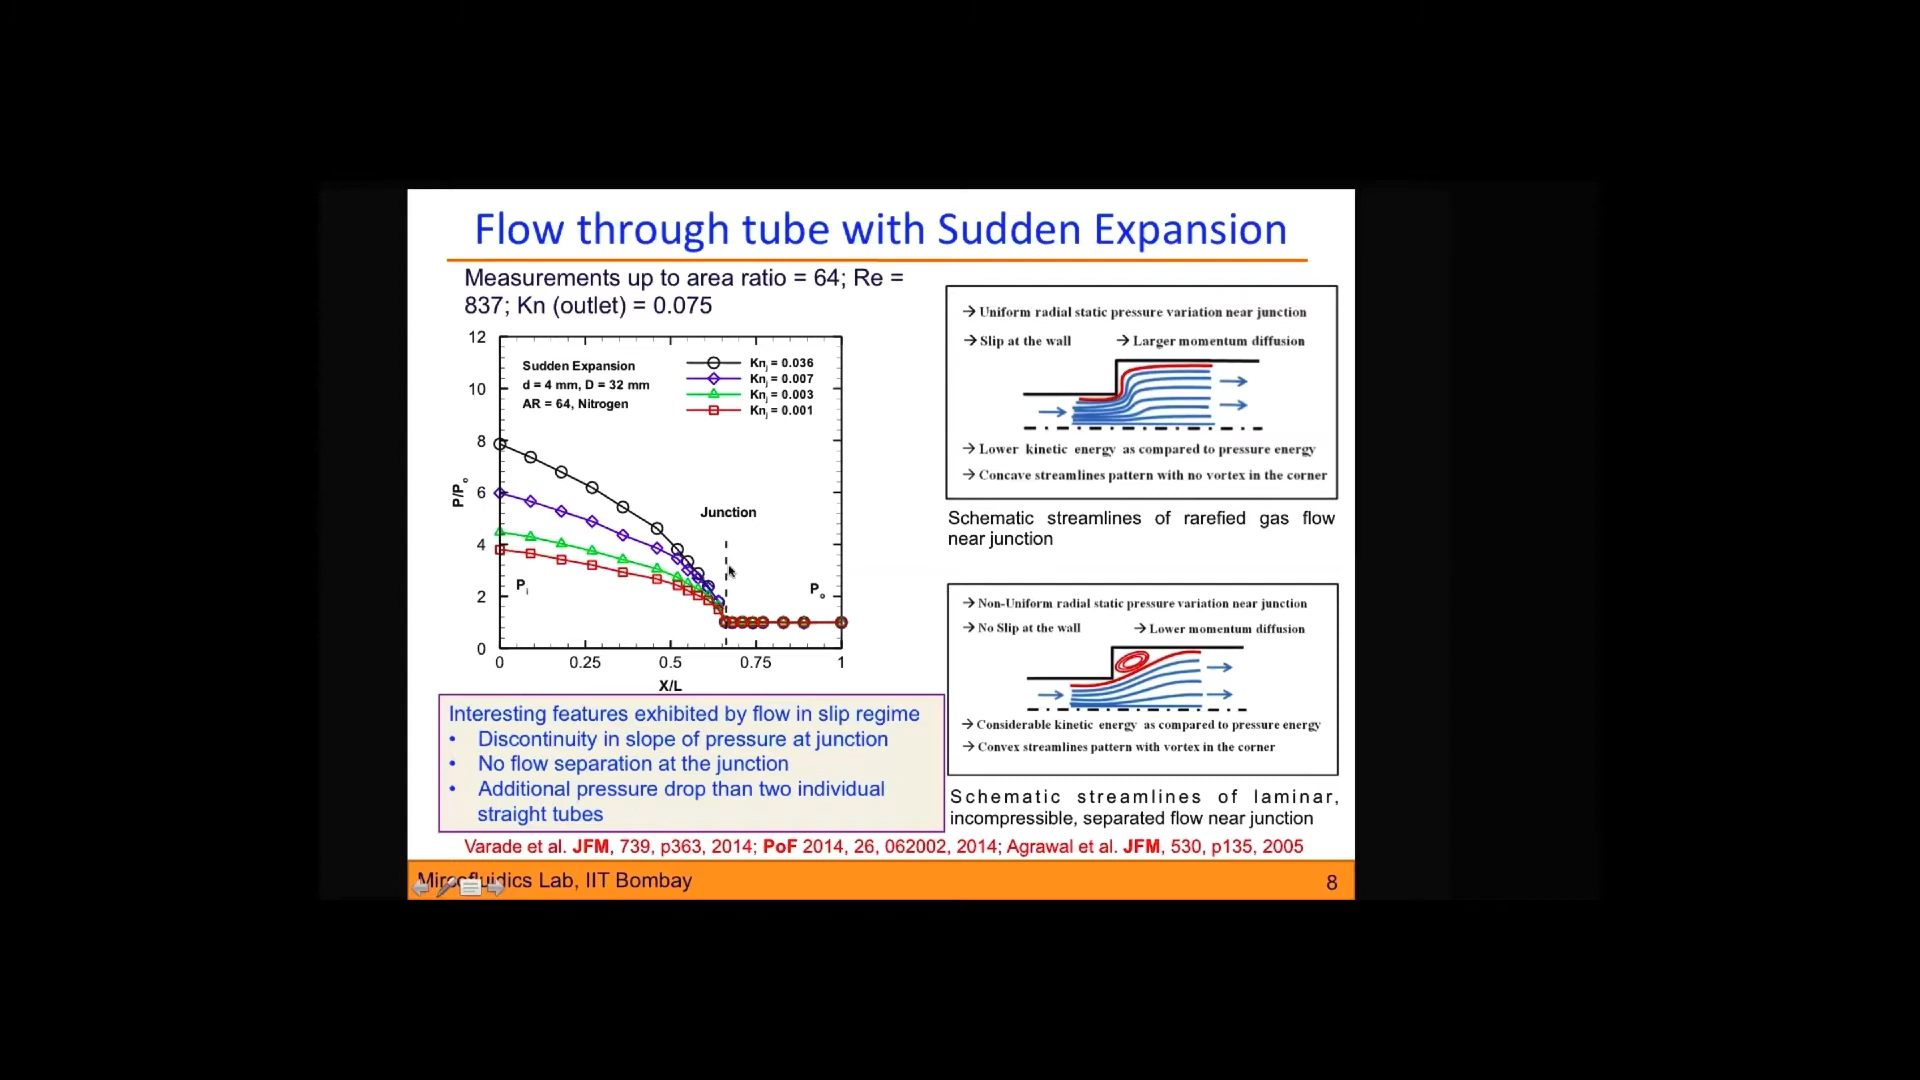 Flow through tube with Sudden Expansion
Measurements up to area ratio = 64; Re =
837; Kn (outlet) = 0.075
12
10
8
6
4
2
0
P/Po
Sudden Expansion
d = 4 mm, D = 32 mm
AR = 64, Nitrogen
Knj = 0.036
Knj = 0.007
Knj = 0.003
Knj = 0.001
Junction
Pi
Po
0 0.25 0.5 0.75 1
X/L
Interesting features exhibited by flow in slip regime
• Discontinuity in slope of pressure at junction
• No flow separation at the junction
• Additional pressure drop than two individual
straight tubes
→ Uniform radial static pressure variation near junction
→ Slip at the wall → Larger momentum diffusion
→ Lower kinetic energy as compared to pressure energy
→ Concave streamlines pattern with no vortex in the corner
Schematic streamlines of rarefied gas flow
near junction
→ Non-Uniform radial static pressure variation near junction
→ No Slip at the wall → Lower momentum diffusion
→ Considerable kinetic energy as compared to pressure energy
→ Convex streamlines pattern with vortex in the corner
Schematic streamlines of laminar,
incompressible, separated flow near junction
Varade et al. JFM, 739, p363, 2014; PoF 2014, 26, 062002, 2014; Agrawal et al. JFM, 530, p135, 2005
Lab, IIT Bombay
8